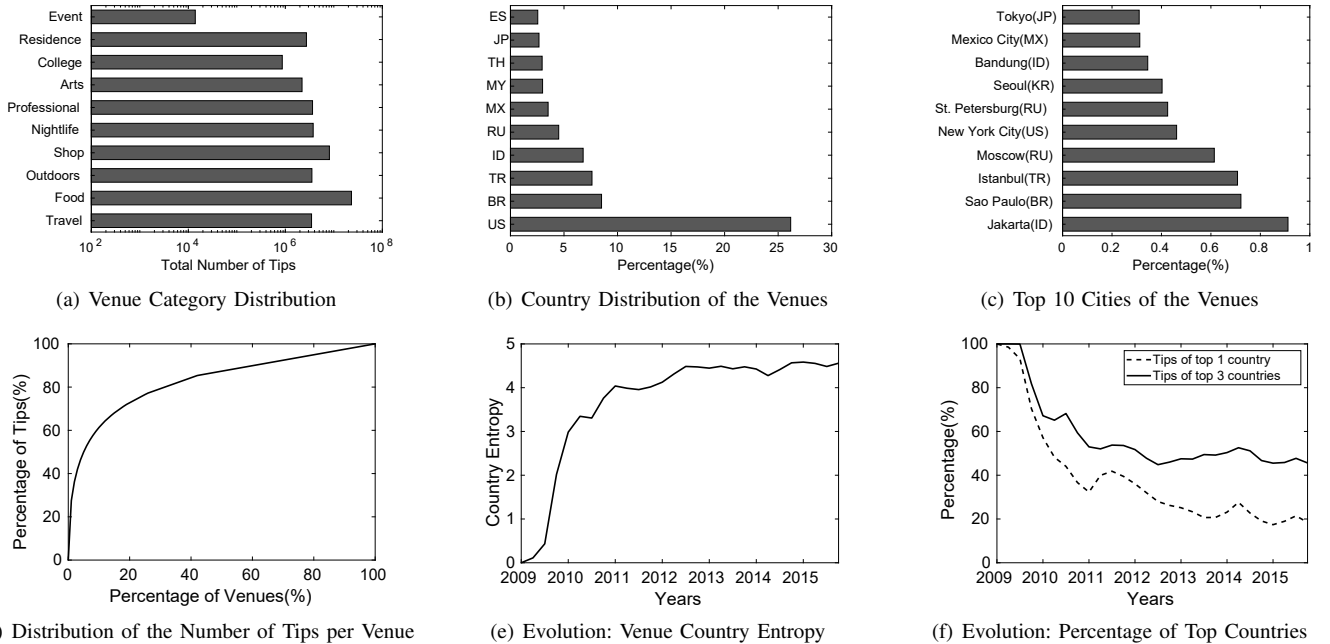 Event
Residence
College
Arts
Professional
Nightlife
Shop
Outdoors
Food
Travel
10^2 10^3 10^4 10^5 10^6 10^7 10^8
Total Number of Tips
(a) Venue Category Distribution
ES
JP
TH
MY
MX
RU
ID
TR
BR
US
0 5 10 15 20 25 30
Percentage(%)
(b) Country Distribution of the Venues
Tokyo(JP)
Mexico City(MX)
Bandung(ID)
Seoul(KR)
St. Petersburg(RU)
New York City(US)
Moscow(RU)
Istanbul(TR)
Sao Paulo(BR)
Jakarta(ID)
0 0.2 0.4 0.6 0.8 1
Percentage(%)
(c) Top 10 Cities of the Venues
100
80
60
40
20
0
Percentage of Tips(%)
0 20 40 60 80 100
Percentage of Venues(%)
) Distribution of the Number of Tips per Venue
5
4
3
2
1
0
Country Entropy
2009 2010 2011 2012 2013 2014 2015
Years
(e) Evolution: Venue Country Entropy
100
80
60
40
20
0
Percentage(%)
Tips of top 1 country
Tips of top 3 countries
2009 2010 2011 2012 2013 2014 2015
Years
(f) Evolution: Percentage of Top Countries